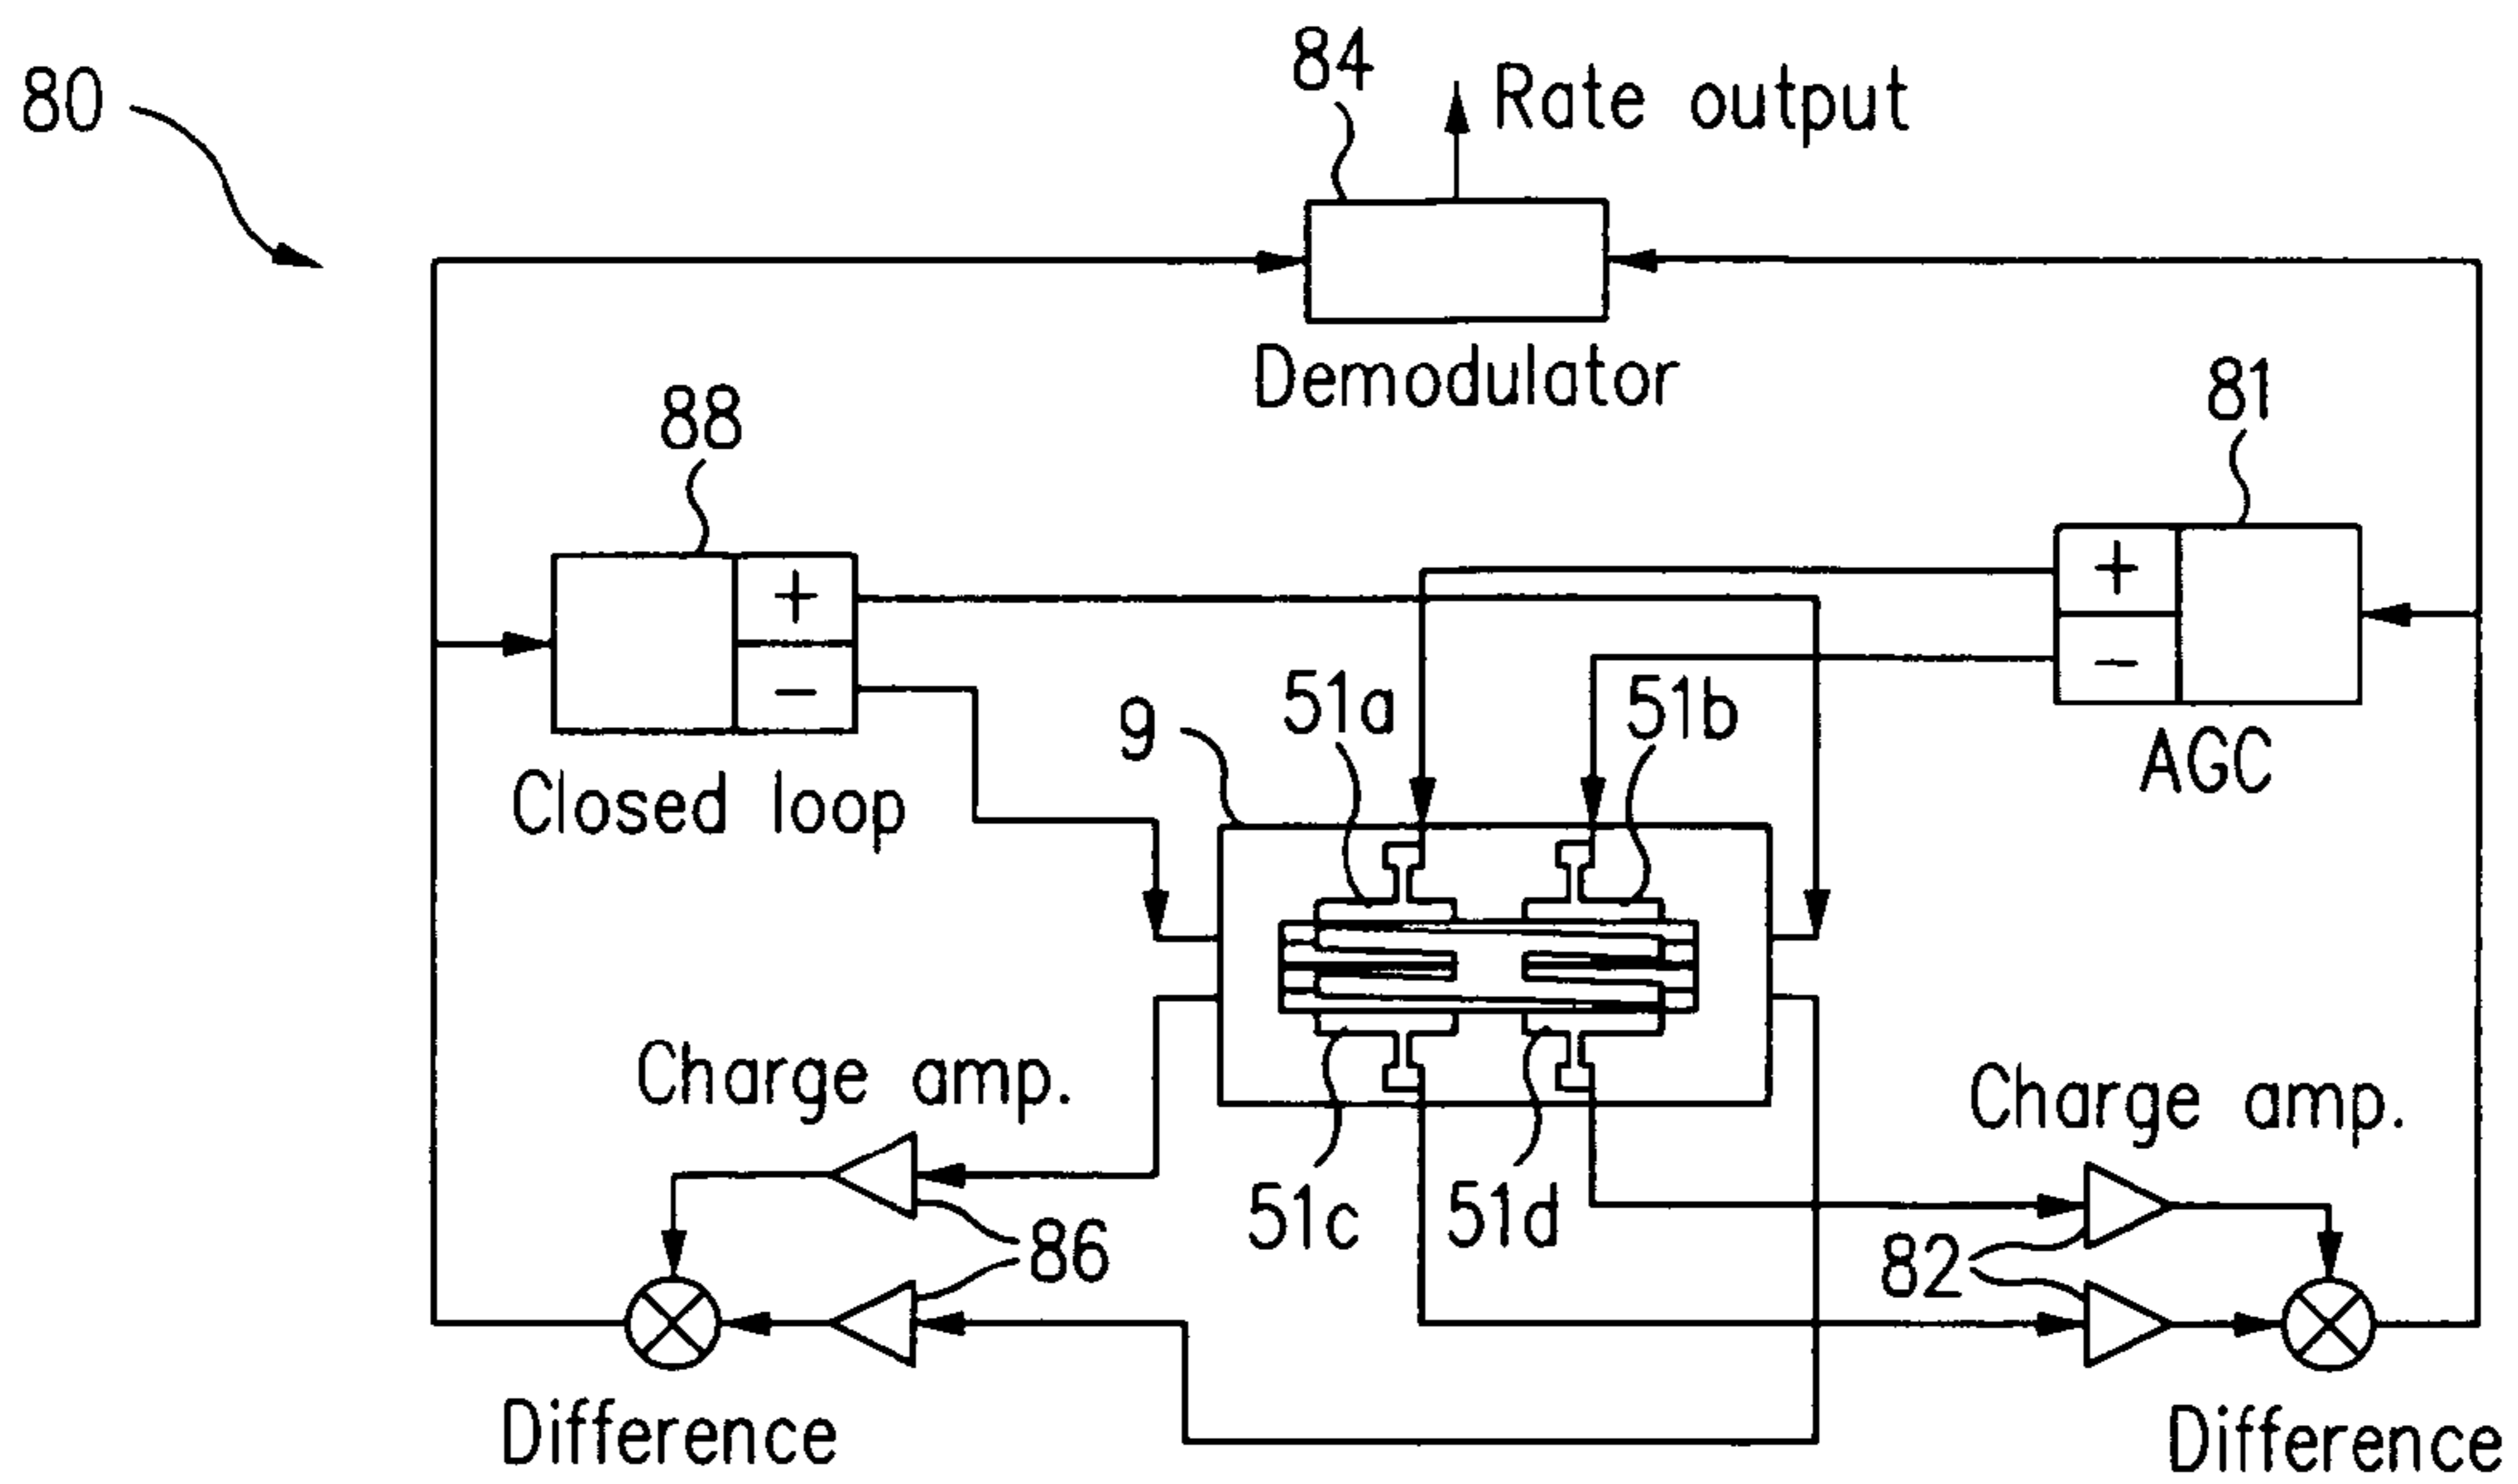 84
80
Rate output
Demodulator
88
81
+
+
−
−
51a
51b
9
AGC
Closed loop
Charge amp.
Charge amp.
51c
51d
86
82
Difference
Difference